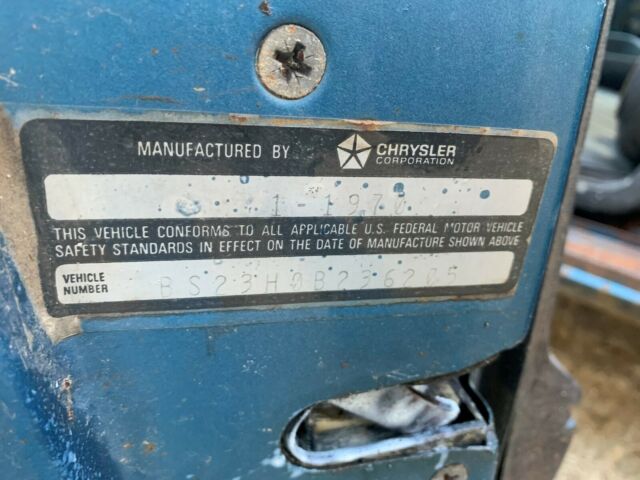 MANUFACTURED BY CHRYSLER CORPORATION
1-1970
THIS VEHICLE CONFORMS TO ALL APPLICABLE U.S. FEDERAL MOTOR VEHICLE
SAFETY STANDARDS IN EFFECT ON THE DATE OF MANUFACTURE SHOWN ABOVE
VEHICLE NUMBER BS23H0B236205